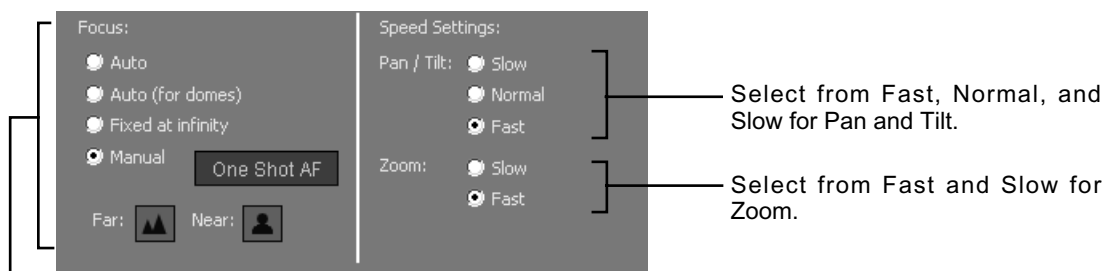 Focus:
Auto
Auto (for domes)
Fixed at infinity
Manual
One Shot AF
Far:
Near:
Speed Settings:
Pan / Tilt:
Slow
Normal
Fast
Zoom:
Slow
Fast
Select from Fast, Normal, and
Slow for Pan and Tilt.
Select from Fast and Slow for
Zoom.